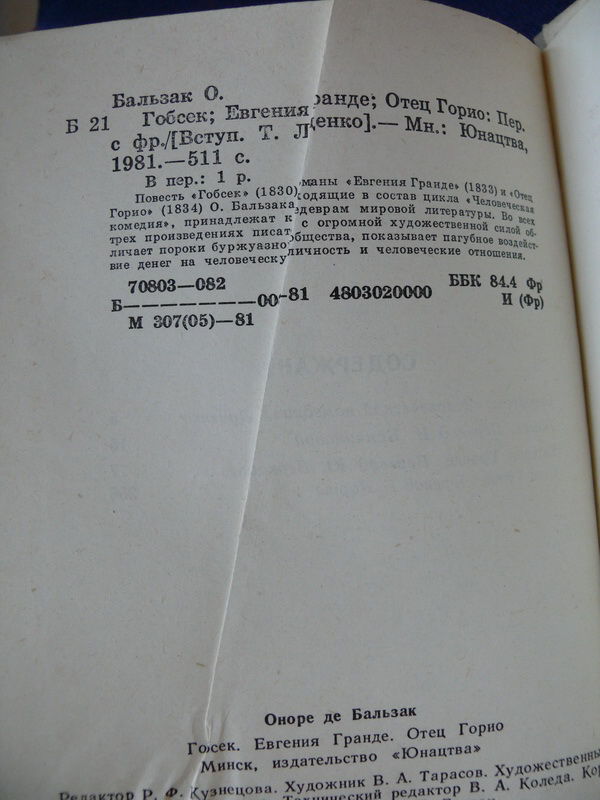 Бальзак О.
Б 21 Гобсек; Евгения ранде; Отец Горио: Пер.
с фр./[Вступ. Т. Л денко].— Мн.: Юнацтва,
1981.—511 с.
В пер.: 1 р.
Повесть «Гобсек» (1830) маны «Евгения Гранде» (1833) и «Отец
Горио» (1834) О. Бальзака ходящие в состав цикла «Человеческая
комедия», принадлежат к едеврам мировой литературы. Во всех
трех произведениях писат с огромной художественной силой об-
личает пороки буржуазно общества, показывает пагубное воздейст-
вие денег на человеческу личность и человеческие отношения.
70803—082
Б——————00—81 4803020000 ББК 84.4 Фр
М 307(05)—81 И (Фр)
Оноре де Бальзак
Гобсек. Евгения Гранде. Отец Горио
Минск, издательство «Юнацтва»
Редактор Р. Ф. Кузнецова. Художник В. А. Тарасов. Художественны
Технический редактор В. А. Коледа. Кор